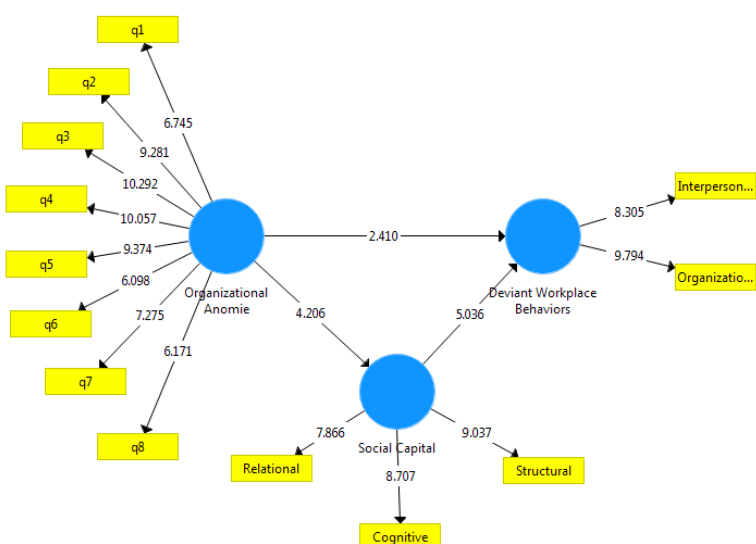 q1
q2
q3
q4
q5
q6
q7
q8
6.745
9.281
10.292
10.057
9.374
6.098
7.275
6.171
Organizational
Anomie
2.410
4.206
5.036
Deviant Workplace
Behaviors
8.305
9.794
Interperson...
Organizatio...
Social Capital
7.866
8.707
9.037
Relational
Cognitive
Structural